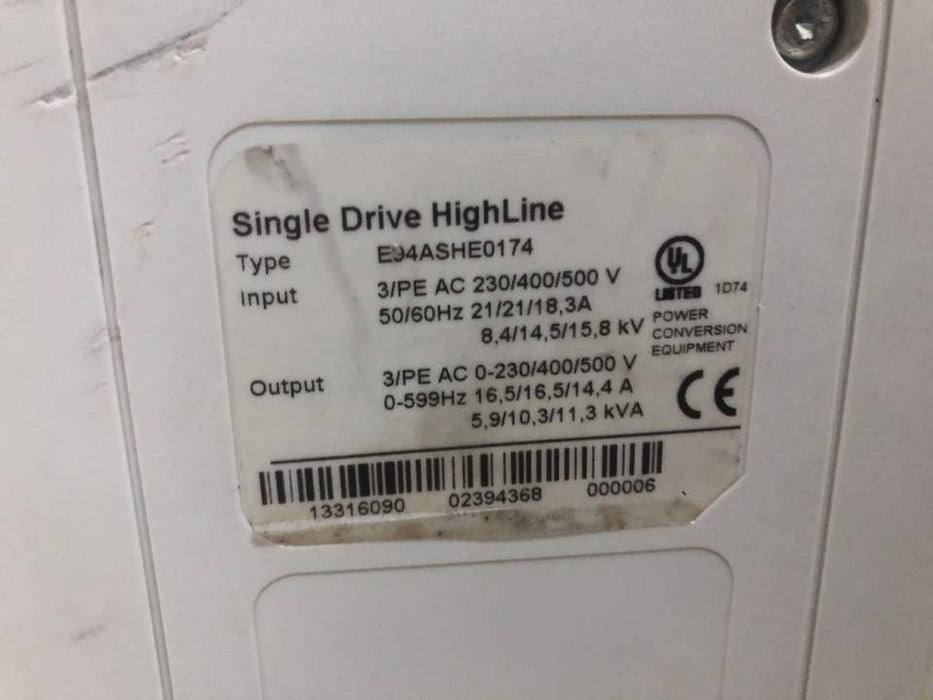 Single Drive HighLine
Type E94ASHE0174
Input 3/PE AC 230/400/500 V
50/60Hz 21/21/18,3A
8,4/14,5/15,8 kV
UL
LISTED 1D74
POWER
CONVERSION
EQUIPMENT
Output 3/PE AC 0-230/400/500 V
0-599Hz 16,5/16,5/14,4 A
5,9/10,3/11,3 kVA
CE
13316090 02394368 000006